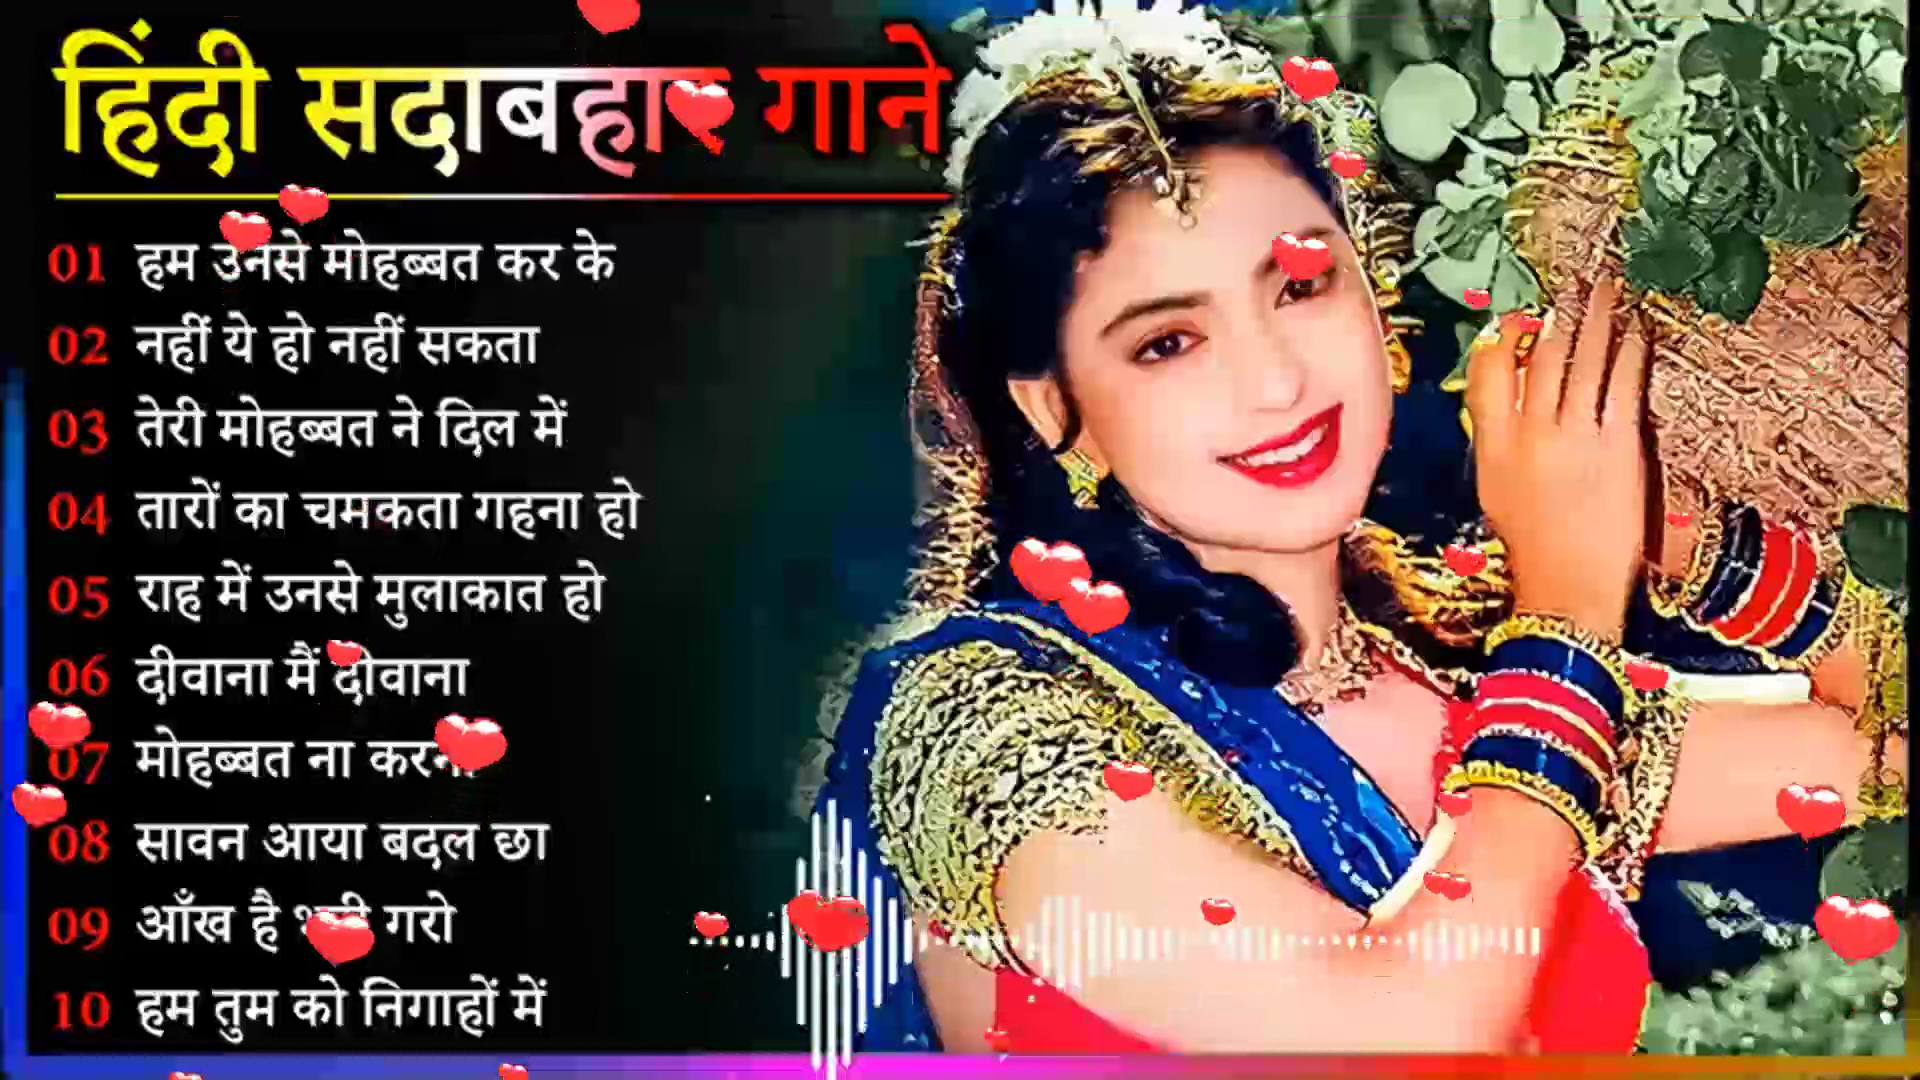 हिंदी सदाबहार गाने
01 हम उनसे मोहब्बत कर के
02 नहीं ये हो नहीं सकता
03 तेरी मोहब्बत ने दिल में
04 तारों का चमकता गहना हो
05 राह में उनसे मुलाकात हो
06 दीवाना मैं दीवाना
07 मोहब्बत ना करना
08 सावन आया बदल छा
09 आँख है गरो
10 हम तुम को निगाहों में